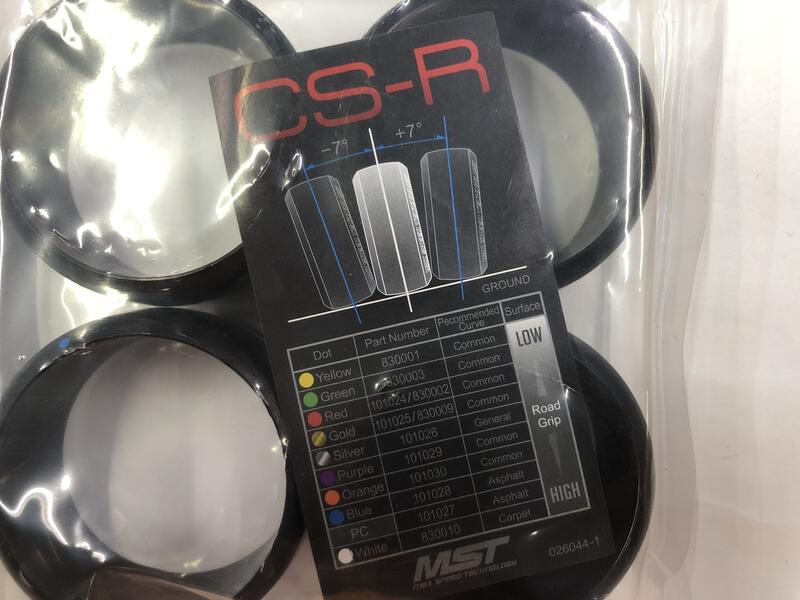 CS-R
-7° +7°
GROUND
Dot Part Number Recommended Curve Surface
Yellow 830001 Common LOW
Green 830003 Common
Red 101024/830002 Common
Gold 101025/830009 Common
Silver 101026 General Road Grip
Purple 101029 Common
Orange 101030 Common
Blue 101028 Asphalt
PC 101027 Asphalt HIGH
White 830010 Carpet
MST
MAX SPEED TECHNOLOGY
026044-1